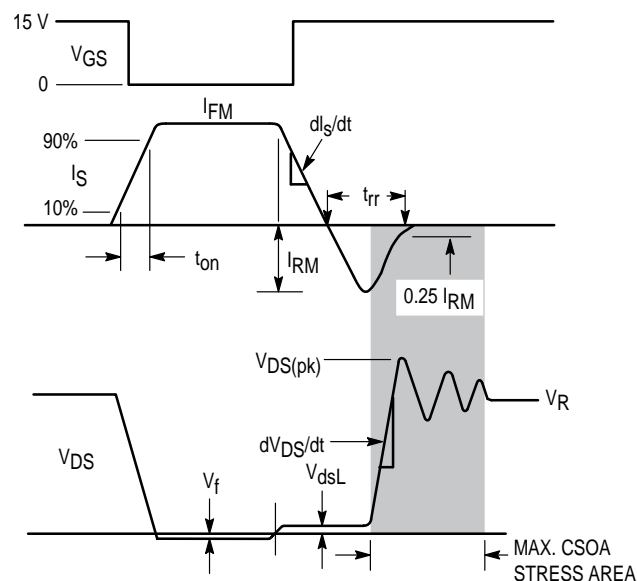 15 V
VGS
0
IFM
dIS/dt
90%
IS
trr
10%
ton
IRM
0.25 IRM
VDS(pk)
VR
dVDS/dt
VDS
Vf
VdsL
MAX. CSOA
STRESS AREA